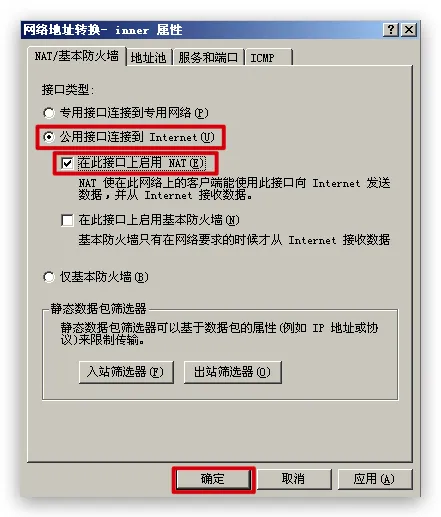 网络地址转换- inner 属性
NAT/基本防火墙 地址池 服务和端口 ICMP
接口类型:
专用接口连接到专用网络(P)
公用接口连接到 Internet(U)
在此接口上启用 NAT(E)
NAT 使在此网络上的客户端能使用此接口向 Internet 发送
数据,并从 Internet 接收数据。
在此接口上启用基本防火墙(N)
基本防火墙只有在网络要求的时候才从 Internet 接收数据
仅基本防火墙(B)
静态数据包筛选器
静态数据包筛选器可以基于数据包的属性(例如 IP 地址或协
议)来限制传输。
入站筛选器(F) 出站筛选器(O)
确定 取消 应用(A)